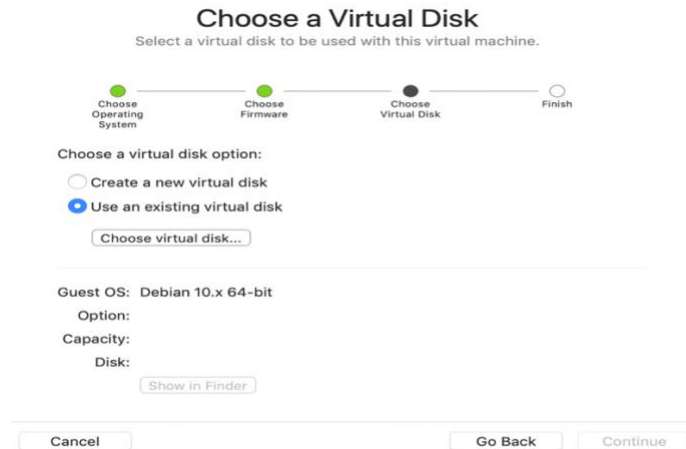 Choose a Virtual Disk
Select a virtual disk to be used with this virtual machine.
Choose
Operating
System
Choose
Firmware
Choose
Virtual Disk
Finish
Choose a virtual disk option:
Create a new virtual disk
Use an existing virtual disk
Choose virtual disk...
Guest OS: Debian 10.x 64-bit
Option:
Capacity:
Disk:
Show in Finder
Cancel
Go Back
Continue